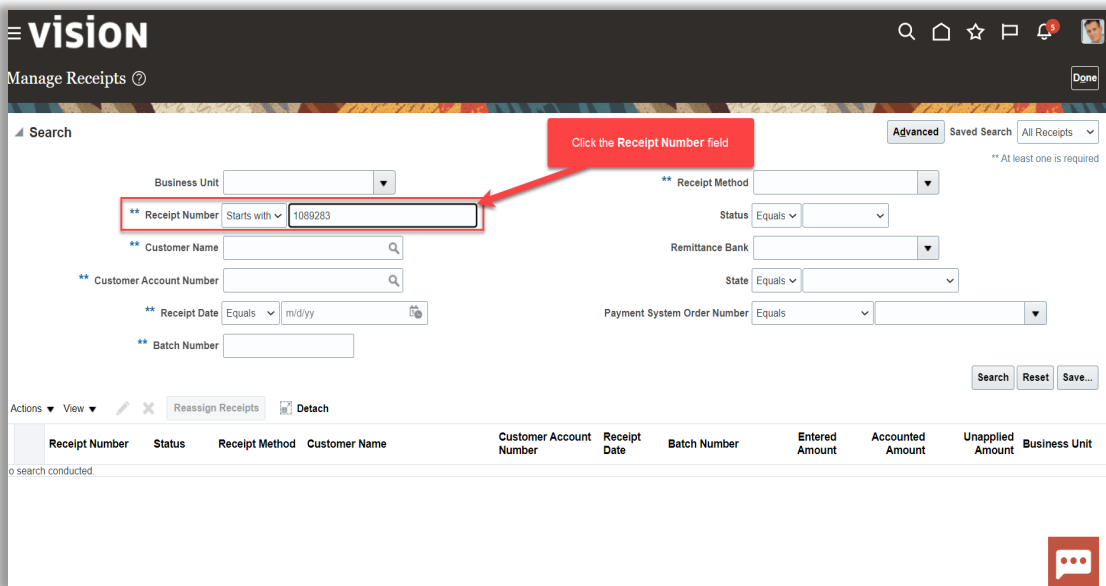 vision
5
Manage Receipts
Done
Search
Click the Receipt Number field
Advanced Saved Search All Receipts
** At least one is required
Business Unit
** Receipt Method
** Receipt Number Starts with 1089283
Status Equals
** Customer Name
Remittance Bank
** Customer Account Number
State Equals
** Receipt Date Equals m/d/yy
Payment System Order Number Equals
** Batch Number
Search Reset Save...
Actions View Reassign Receipts Detach
Receipt Number Status Receipt Method Customer Name Customer Account Number Receipt Date Batch Number Entered Amount Accounted Amount Unapplied Amount Business Unit
o search conducted.